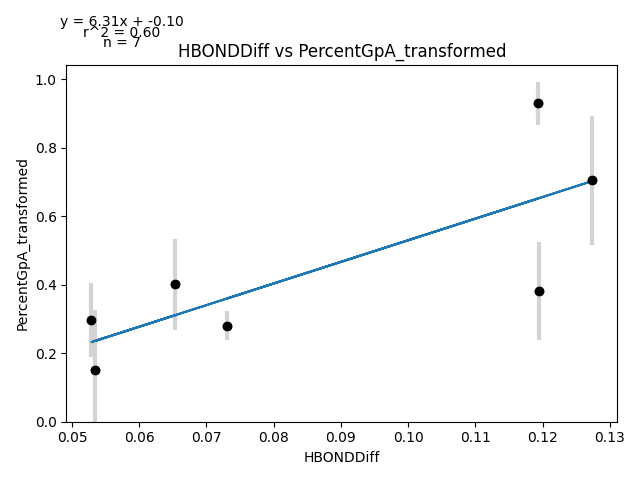 y = 6.31x + -0.10
r^2 = 0.60
n = 7
HBONDDiff vs PercentGpA_transformed
1.0
0.8
0.6
0.4
0.2
0.0
PercentGpA_transformed
0.05 0.06 0.07 0.08 0.09 0.10 0.11 0.12 0.13
HBONDDiff